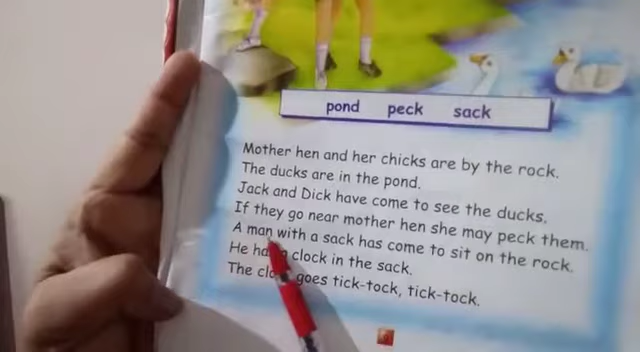 pond peck sack
Mother hen and her chicks are by the rock.
The ducks are in the pond.
Jack and Dick have come to see the ducks.
If they go near mother hen she may peck them.
A man with a sack has come to sit on the rock.
He has a clock in the sack.
The clock goes tick-tock, tick-tock.